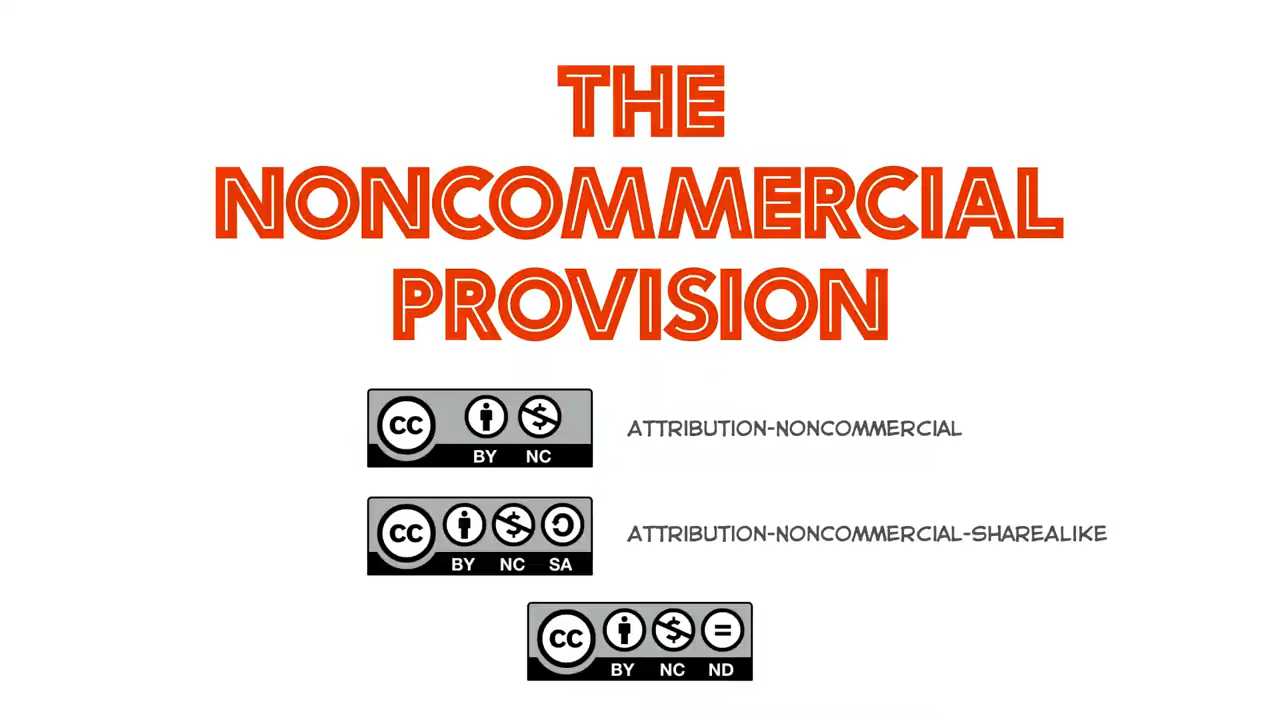 THE
NONCOMMERCIAL
PROVISION
CC BY NC ATTRIBUTION-NONCOMMERCIAL
CC BY NC SA ATTRIBUTION-NONCOMMERCIAL-SHAREALIKE
CC BY NC ND